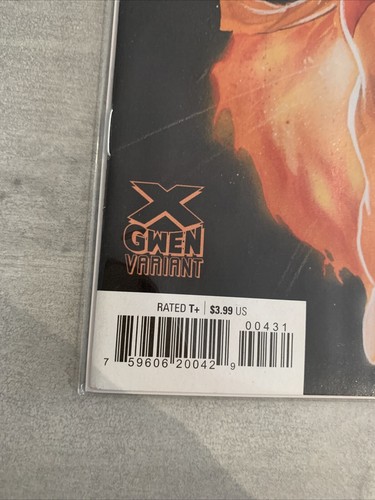 X
GWEN
VARIANT
RATED T+ | $3.99 US
00431
7 59606 20042 9